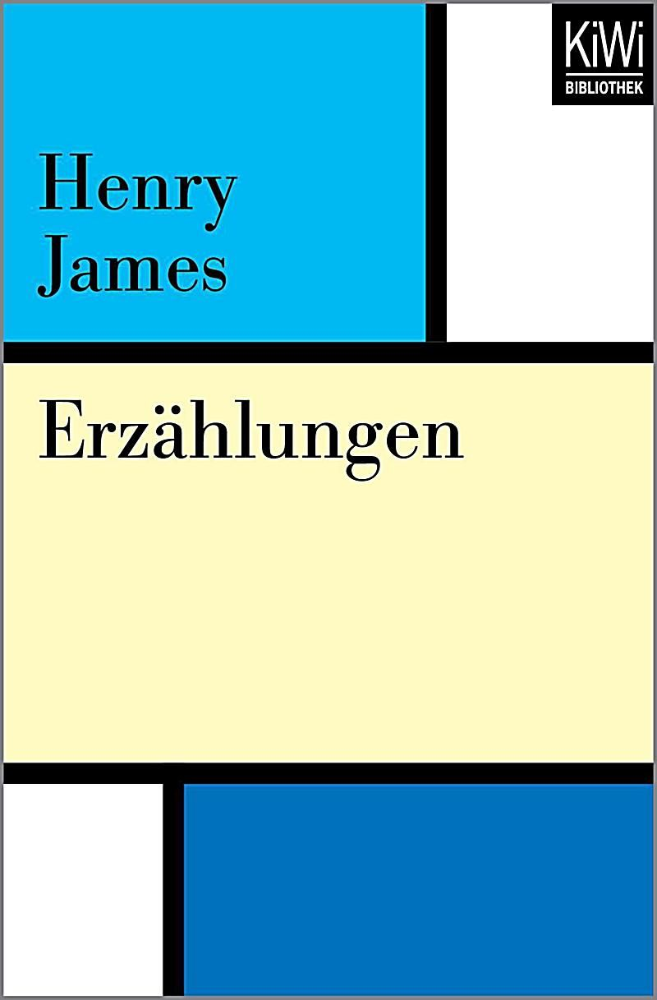 KiWi
BIBLIOTHEK
Henry
James
Erzählungen